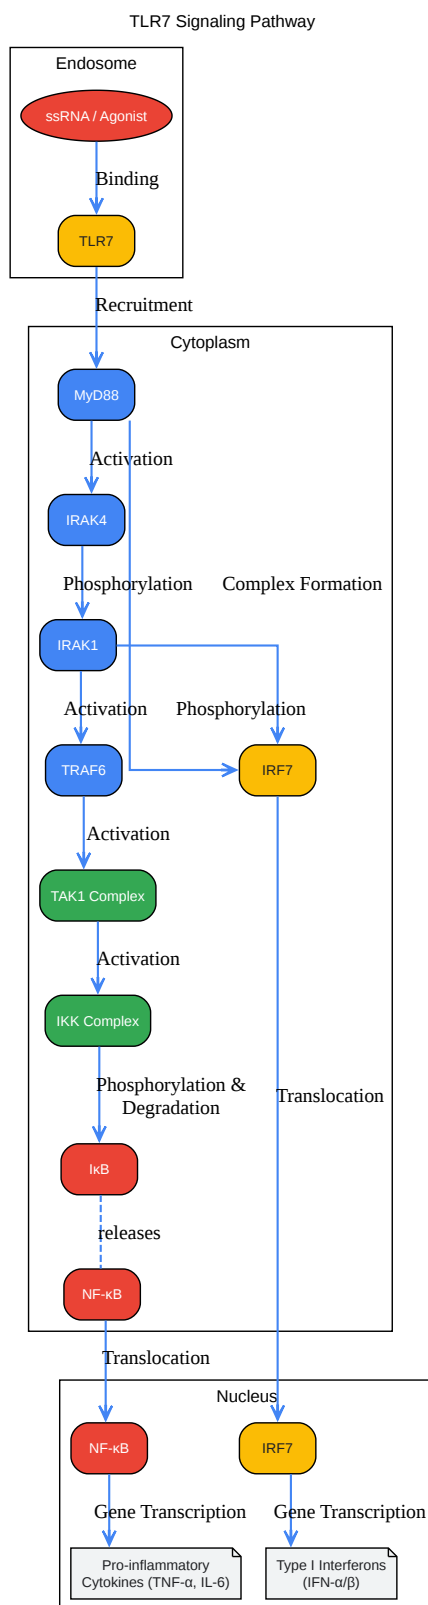 TLR7 Signaling Pathway
Endosome
ssRNA / Agonist
Binding
TLR7
Recruitment
Cytoplasm
MyD88
Activation
IRAK4
Phosphorylation
Complex Formation
IRAK1
Activation
Phosphorylation
TRAF6
IRF7
Activation
TAK1 Complex
Activation
IKK Complex
Phosphorylation &
Degradation
Translocation
IκB
releases
NF-κB
Translocation
Nucleus
NF-κB
IRF7
Gene Transcription
Gene Transcription
Pro-inflammatory
Cytokines (TNF-α, IL-6)
Type I Interferons
(IFN-α/β)